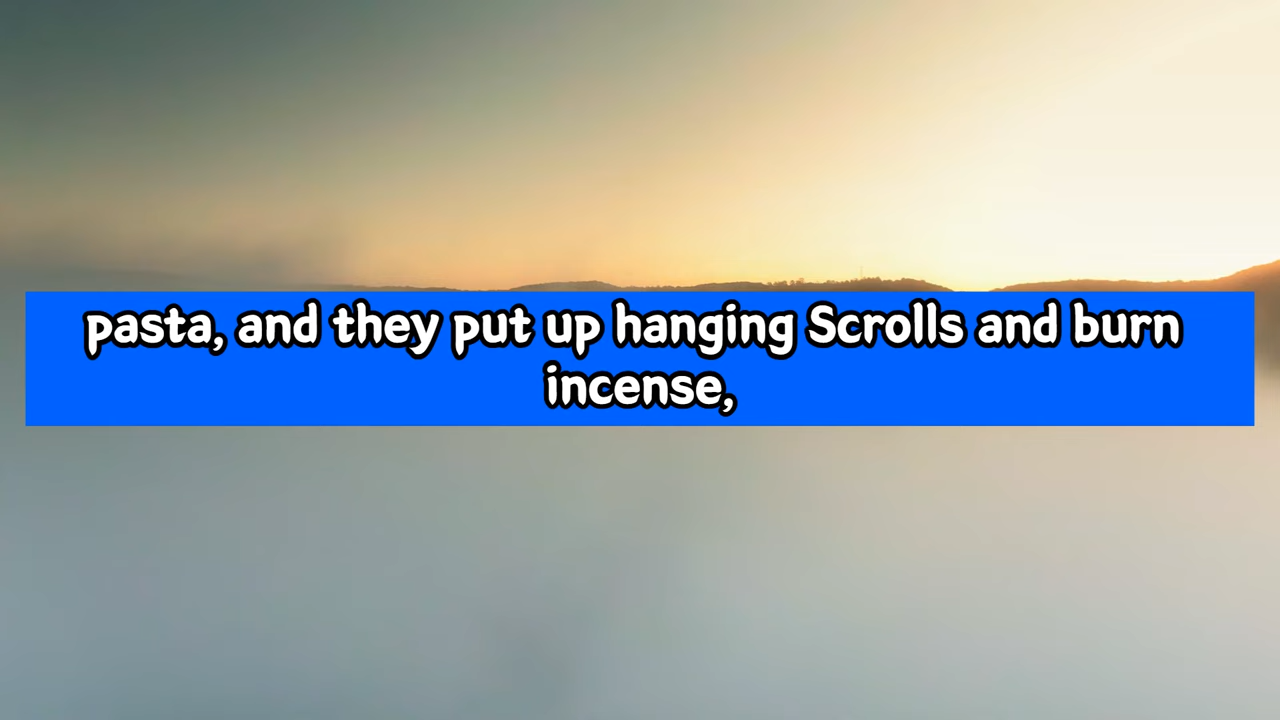 pasta, and they put up hanging Scrolls and burn
incense,